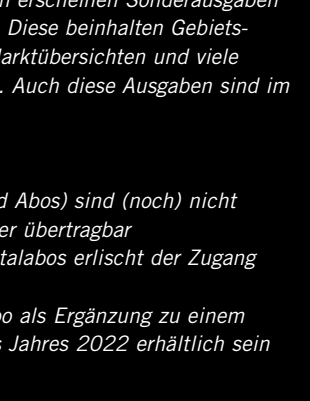 erscheinen Sonderausgaben
Diese beinhalten Gebiets-
arktübersichten und viele
. Auch diese Ausgaben sind im
d Abos) sind (noch) nicht
er übertragbar
talabos erlischt der Zugang
o als Ergänzung zu einem
s Jahres 2022 erhältlich sein